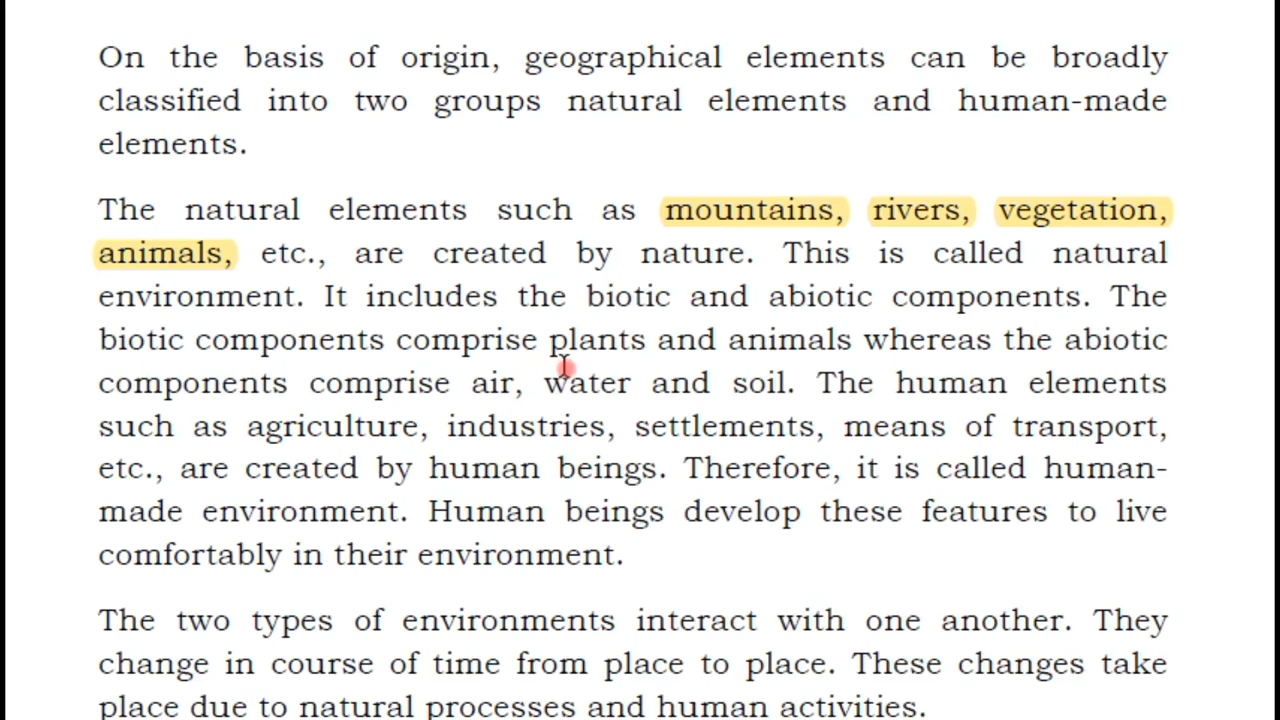 On the basis of origin, geographical elements can be broadly
classified into two groups natural elements and human-made
elements.
The natural elements such as mountains, rivers, vegetation,
animals, etc., are created by nature. This is called natural
environment. It includes the biotic and abiotic components. The
biotic components comprise plants and animals whereas the abiotic
components comprise air, water and soil. The human elements
such as agriculture, industries, settlements, means of transport,
etc., are created by human beings. Therefore, it is called human-
made environment. Human beings develop these features to live
comfortably in their environment.
The two types of environments interact with one another. They
change in course of time from place to place. These changes take
place due to natural processes and human activities.